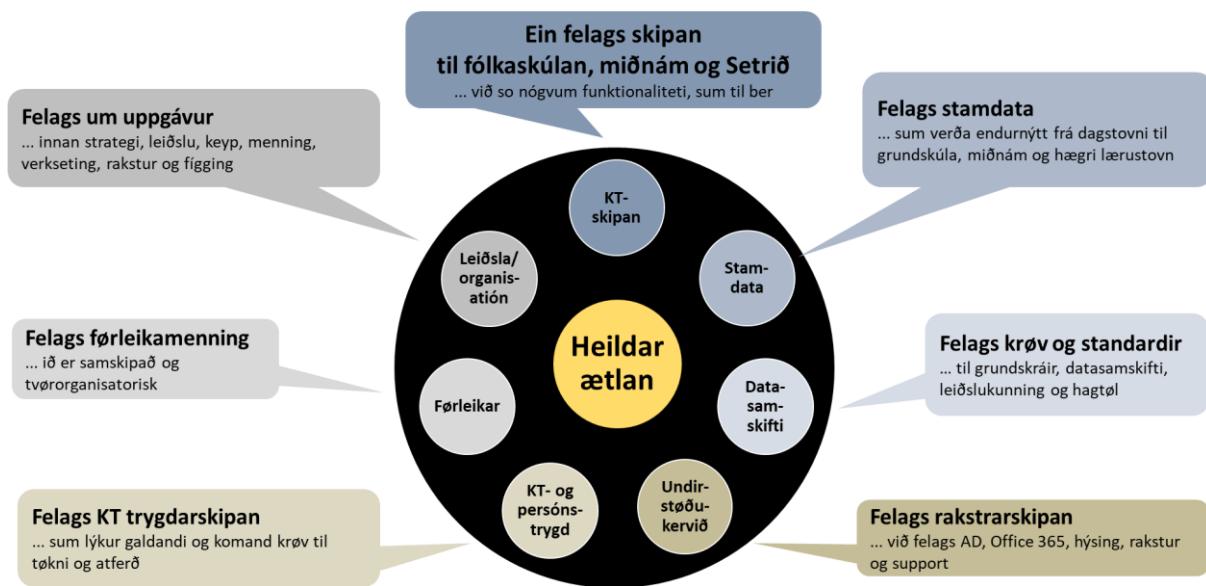 Ein felags skipan
til fólkaskúlan, miðnám og Setrið
... við so nógvum funktionaliteti, sum til ber
Felags um uppgávur
... innan strategi, leiðslu, keyp, menning,
verkseting, rakstur og fígging
Felags stamdata
... sum verða endurnýtt frá dagstovni til
grundskúla, miðnám og hægri lærustovn
KT-
skipan
Leiðsla/
organis-
atión
Stam-
data
Felags førleikamenning
... ið er samskipað og
tvørorganisatorisk
Heildar
ætlan
Felags krøv og standardir
... til grundskráir, datasamskifti,
leiðslukunning og hagtøl
Førleikar
Data-
sam-
skifti
KT- og
persóns-
trygd
Undir-
støðu-
kervið
Felags KT trygdarskipan
... sum lýkur galdandi og komand krøv til
tøkni og atferð
Felags rakstrarskipan
... við felags AD, Office 365, hýsing, rakstur
og support